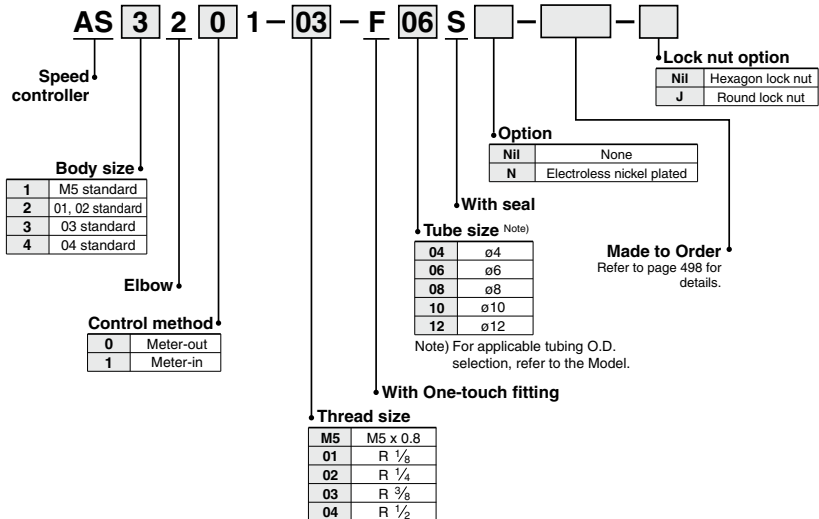 AS 3 2 0 1 – 03 – F 06 S – –
Speed controller
Body size
1 M5 standard
2 01, 02 standard
3 03 standard
4 04 standard
Elbow
Control method
0 Meter-out
1 Meter-in
Thread size
M5 M5 x 0.8
01 R 1/8
02 R 1/4
03 R 3/8
04 R 1/2
With One-touch fitting
Tube size Note)
04 ø4
06 ø6
08 ø8
10 ø10
12 ø12
Note) For applicable tubing O.D.
selection, refer to the Model.
With seal
Option
Nil None
N Electroless nickel plated
Made to Order
Refer to page 498 for
details.
Lock nut option
Nil Hexagon lock nut
J Round lock nut